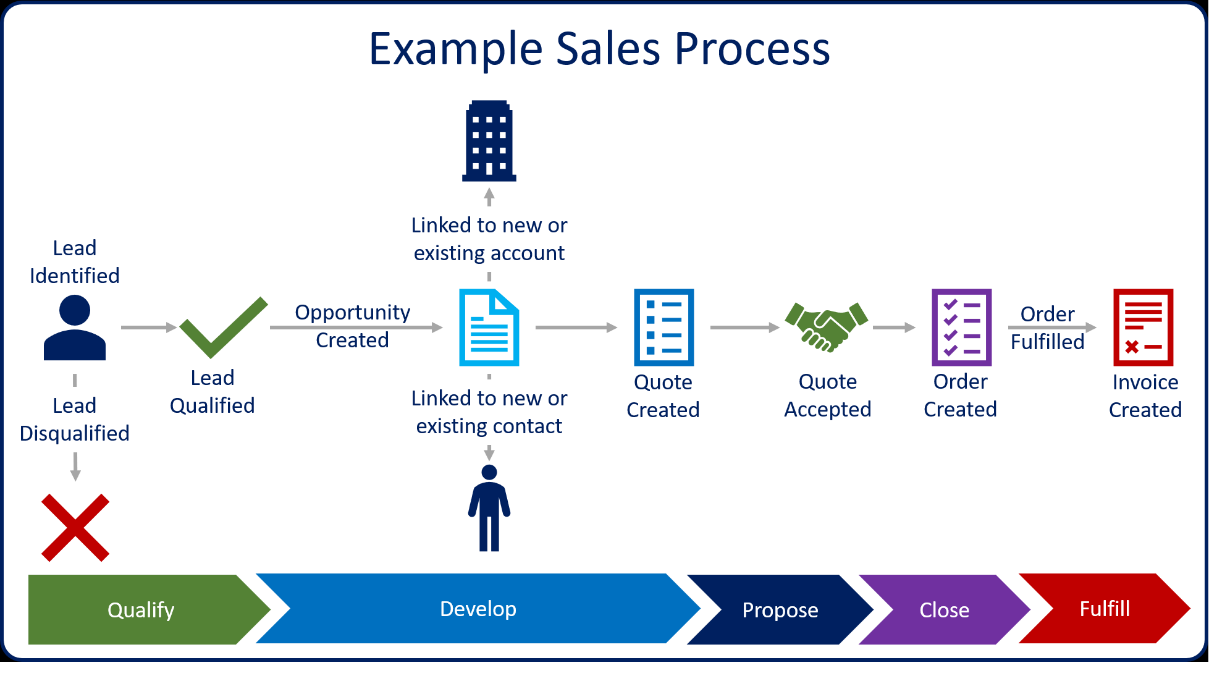 Example Sales Process
Lead
Identified
Lead
Qualified
Lead
Disqualified
Opportunity
Created
Linked to new or
existing account
Linked to new or
existing contact
Quote
Created
Quote
Accepted
Order
Created
Order
Fulfilled
Invoice
Created
Qualify
Develop
Propose
Close
Fulfill